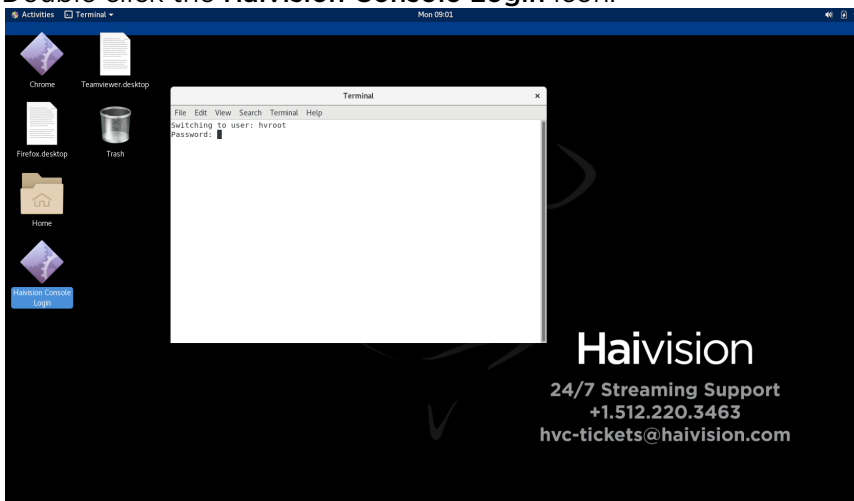 Double click the Haivision Console Login icon.
Activities Terminal Mon 09:01
Chrome
Teamviewer.desktop
Firefox.desktop
Trash
Home
Haivision Console
Login
Terminal
File Edit View Search Terminal Help
Switching to user: hvroot
Password:
Haivision
24/7 Streaming Support
+1.512.220.3463
hvc-tickets@haivision.com